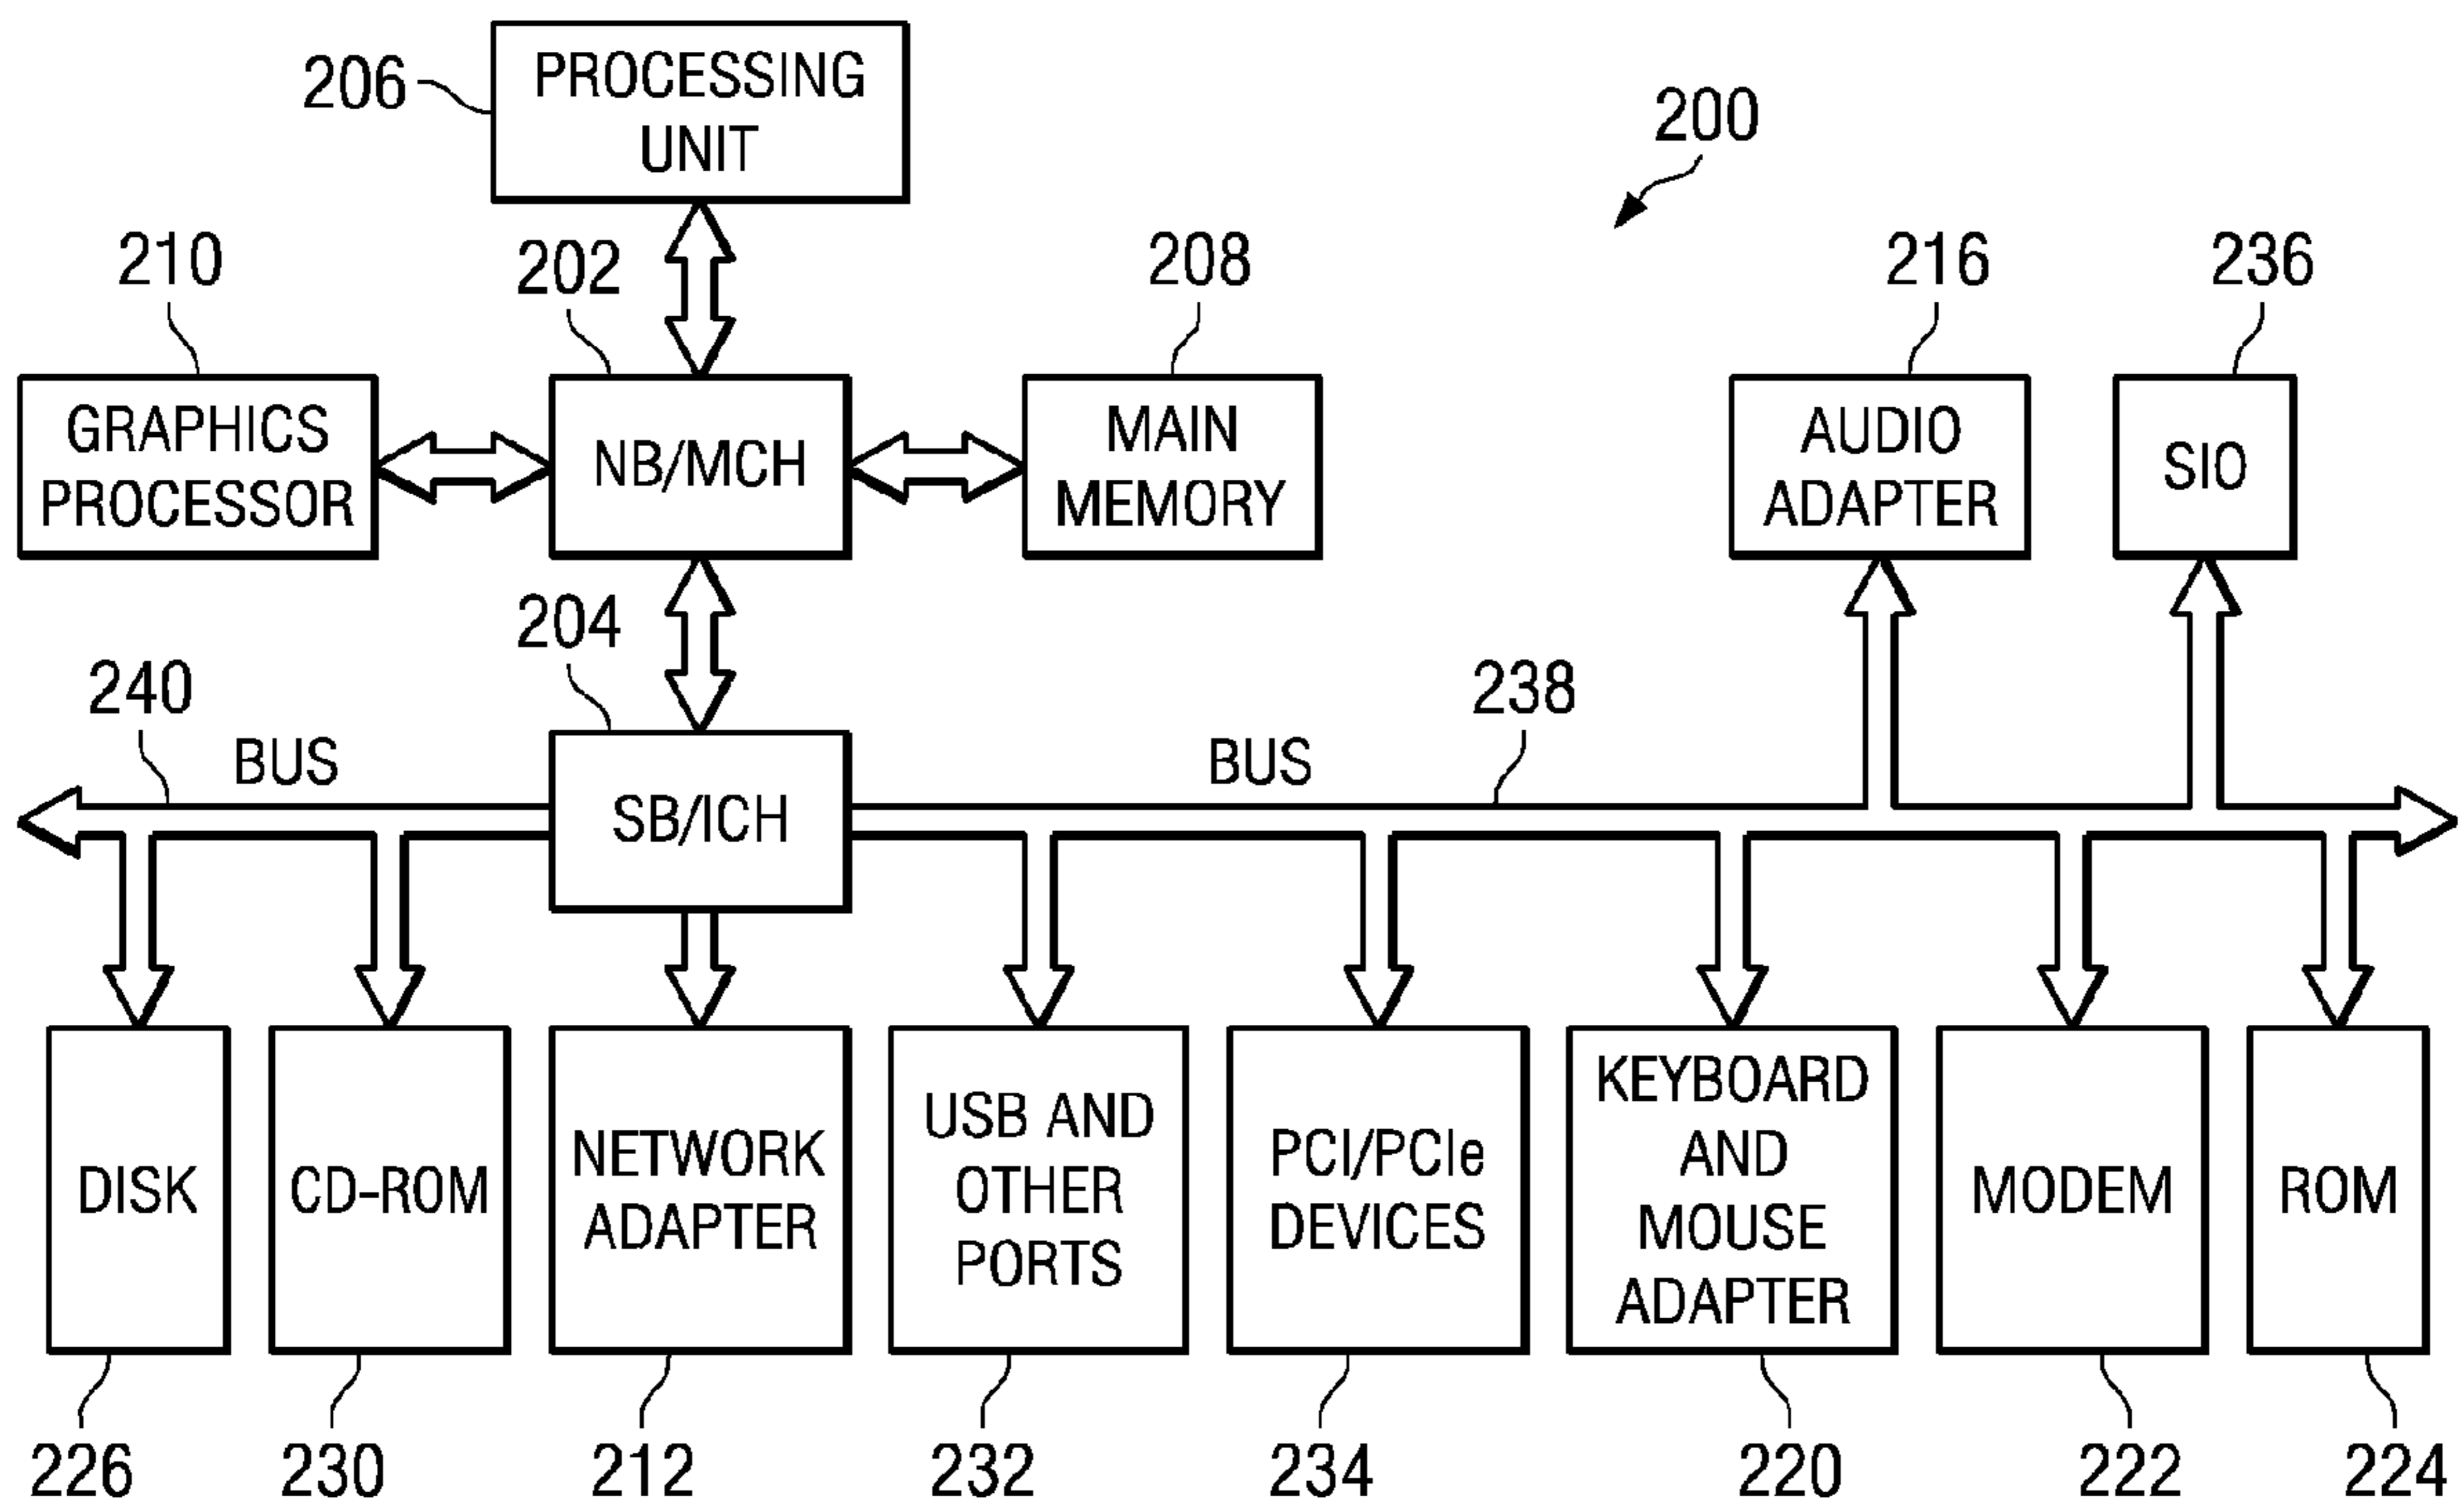 206
PROCESSING
UNIT
200
210
202
208
216
236
GRAPHICS
PROCESSOR
NB/MCH
MAIN
MEMORY
AUDIO
ADAPTER
SIO
204
240
BUS
SB/ICH
BUS
238
DISK
CD-ROM
NETWORK
ADAPTER
USB AND
OTHER
PORTS
PCI/PCIe
DEVICES
KEYBOARD
AND
MOUSE
ADAPTER
MODEM
ROM
226
230
212
232
234
220
222
224